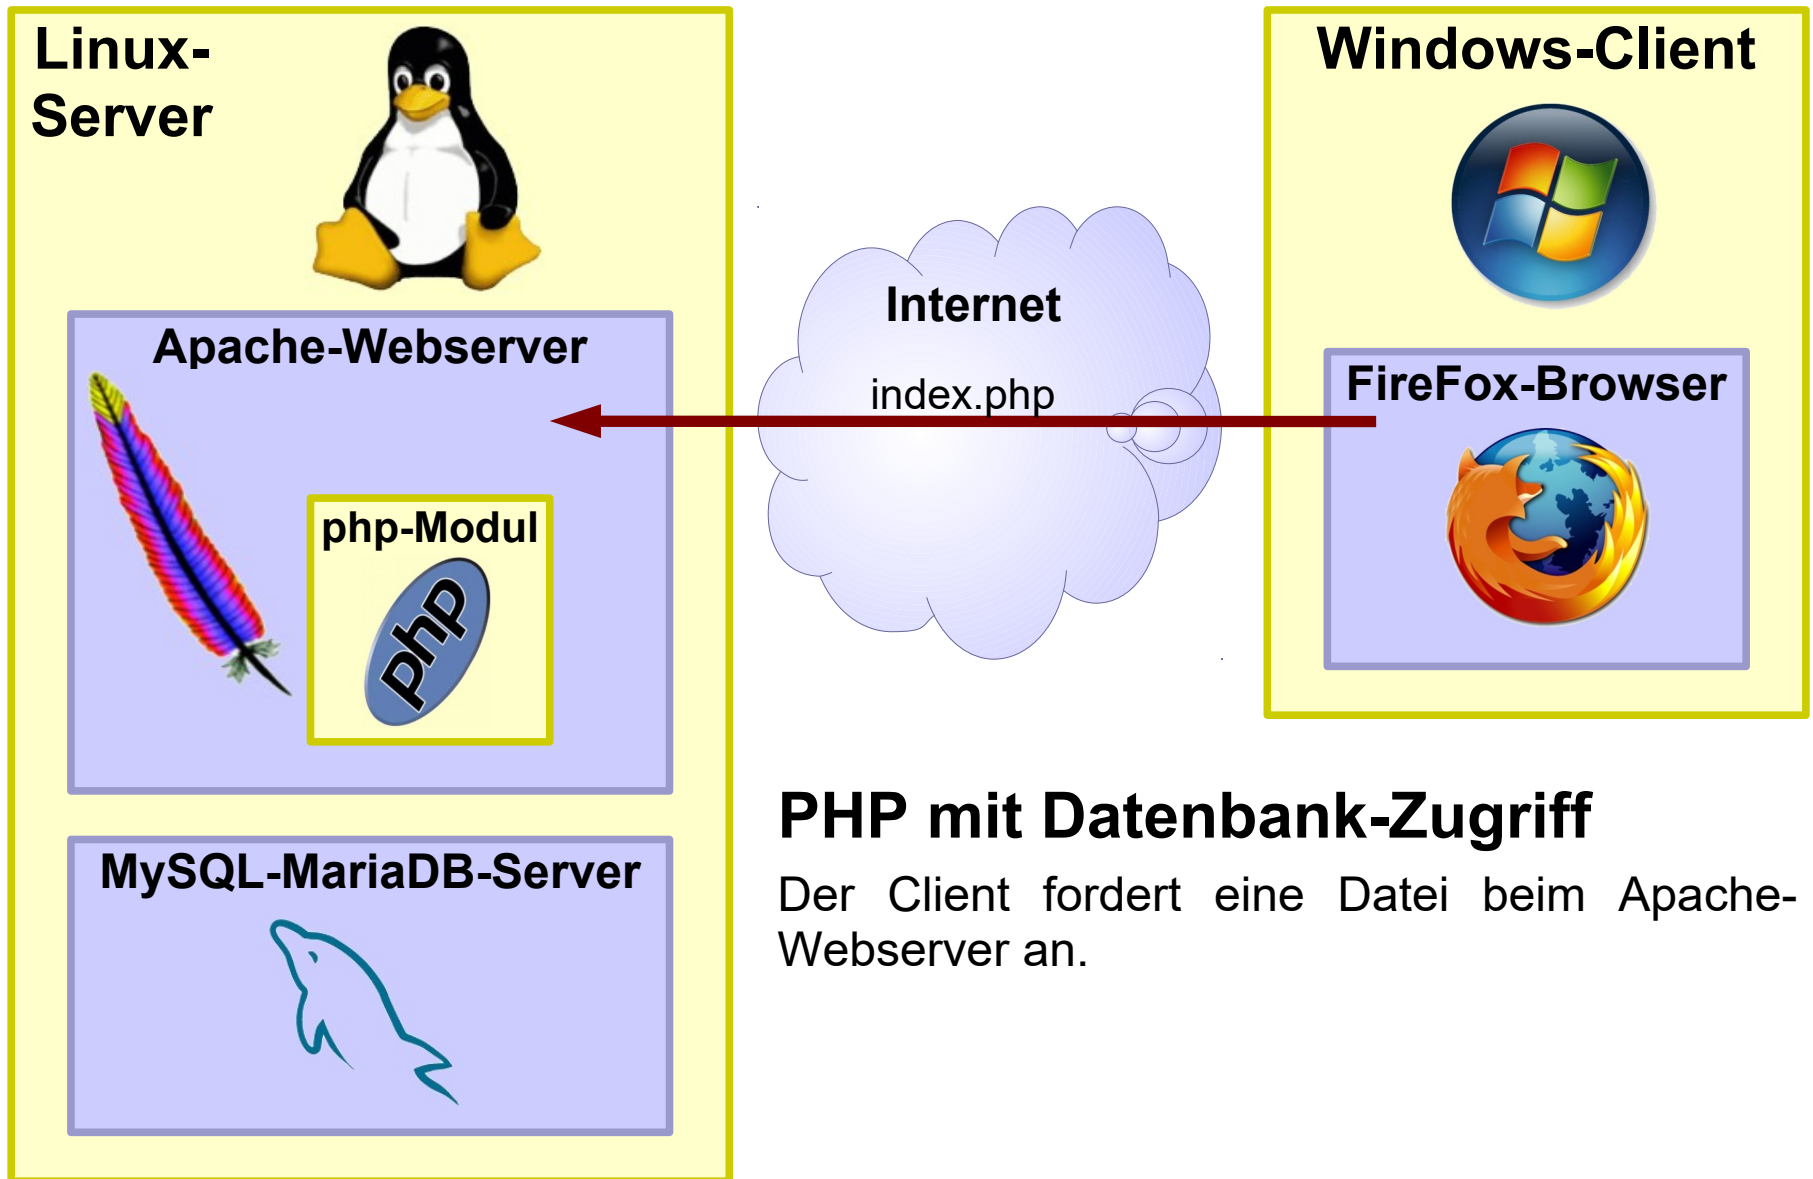 Linux-
Server
Apache-Webserver
php-Modul
php
MySQL-MariaDB-Server
Internet
index.php
Windows-Client
FireFox-Browser
PHP mit Datenbank-Zugriff
Der Client fordert eine Datei beim Apache-
Webserver an.